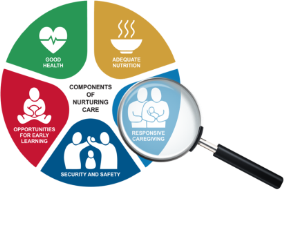 GOOD
HEALTH
ADEQUATE
NUTRITION
COMPONENTS
OF
NURTURING
CARE
OPPORTUNITIES
FOR EARLY
LEARNING
RESPONSIVE
CAREGIVING
SECURITY AND SAFETY